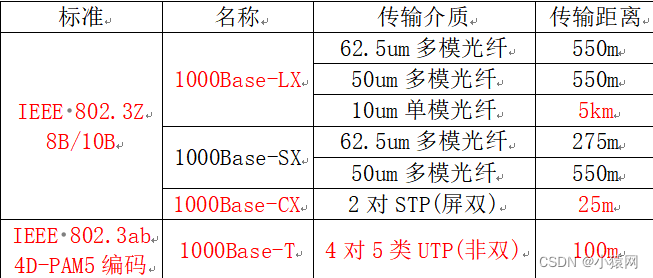 标准 名称 传输介质 传输距离
IEEE 802.3Z
8B/10B
1000Base-LX
62.5um 多模光纤 550m
50um 多模光纤 550m
10um 单模光纤 5km
1000Base-SX
62.5um 多模光纤 275m
50um 多模光纤 550m
1000Base-CX 2 对 STP(屏双) 25m
IEEE 802.3ab
4D-PAM5 编码
1000Base-T 4 对 5 类 UTP(非双) 100m
CSDN @小猿网